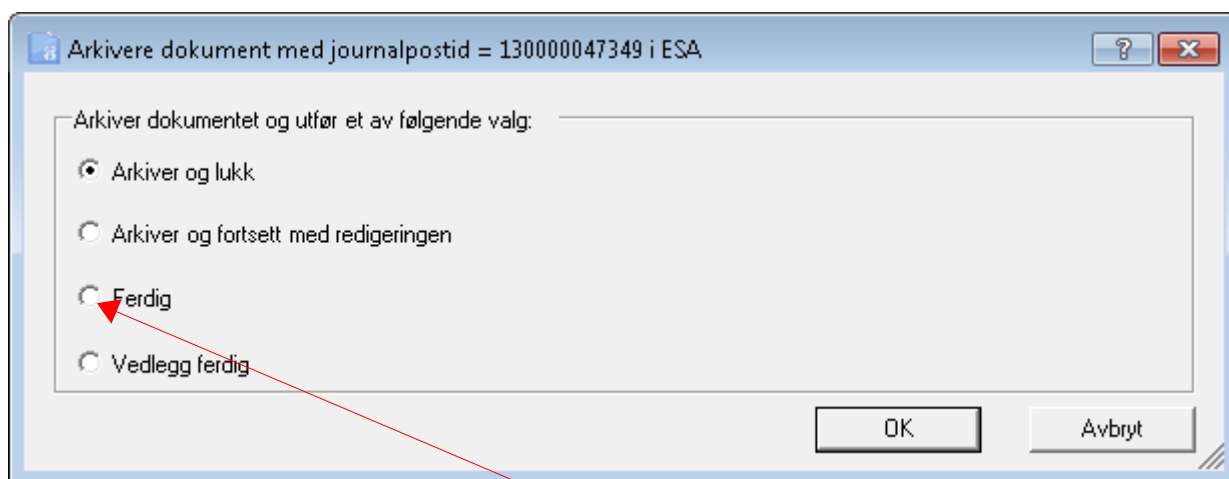 Arkivere dokument med journalpostid = 130000047349 i ESA
Arkiver dokumentet og utfør et av følgende valg:
Arkiver og lukk
Arkiver og fortsett med redigeringen
Ferdig
Vedlegg ferdig
OK
Avbryt